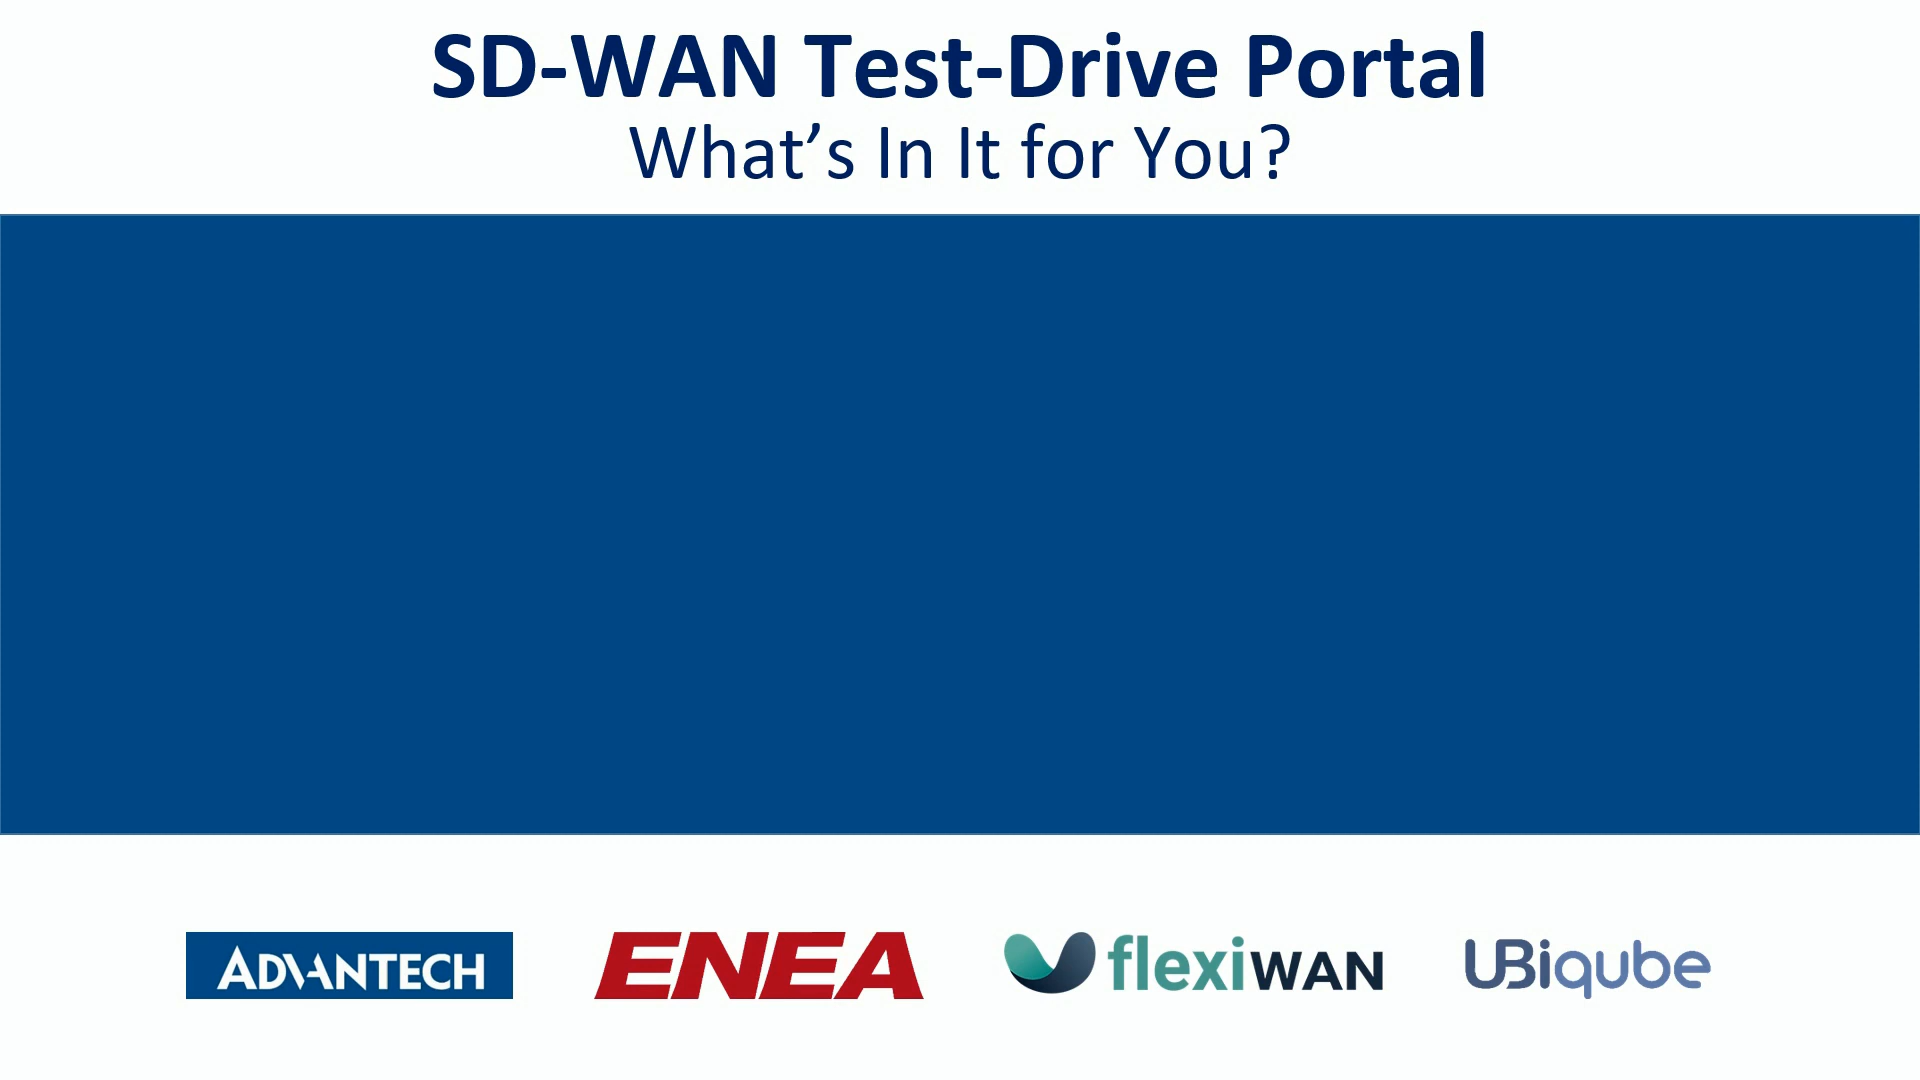 SD-WAN Test-Drive Portal
What’s In It for You?
ADVANTECH ENEA flexiWAN UBiqube